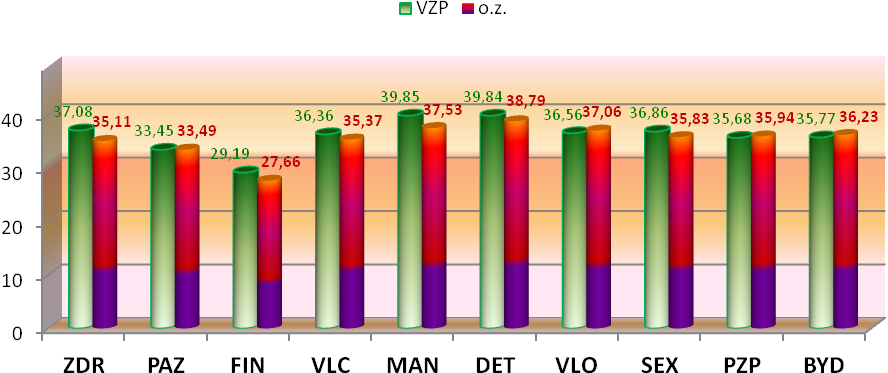 VZP o.z.
37,08 35,11 33,45 33,49 29,19 27,66 36,36 35,37 39,85 37,53 39,84 38,79 36,56 37,06 36,86 35,83 35,68 35,94 35,77 36,23
40
30
20
10
0
ZDR PAZ FIN VLC MAN DET VLO SEX PZP BYD